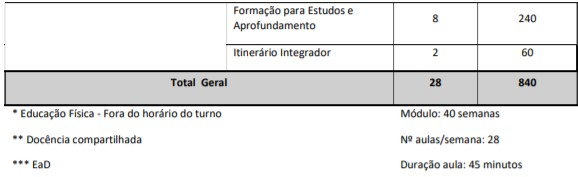 Formação para Estudos e
Aprofundamento 8 240
Itinerário Integrador 2 60
Total Geral 28 840
* Educação Física - Fora do horário do turno Módulo: 40 semanas
** Docência compartilhada Nº aulas/semana: 28
*** EaD Duração aula: 45 minutos